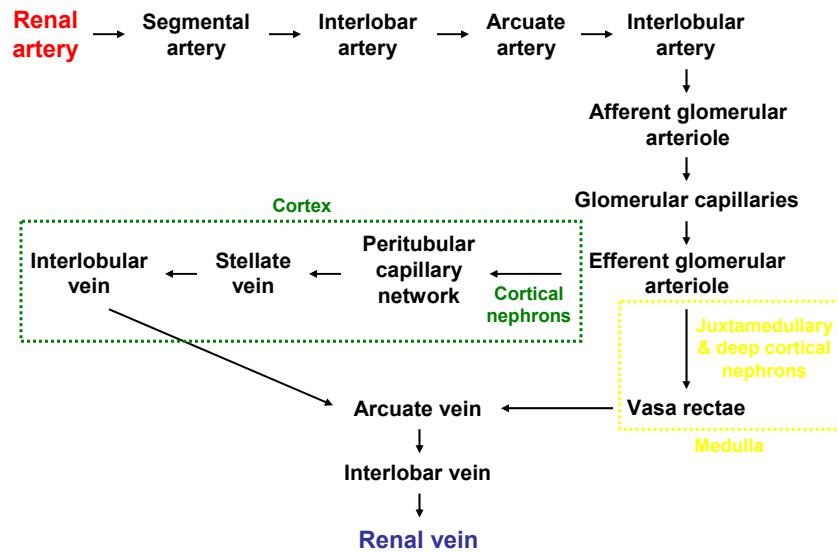 Renal
artery
Segmental
artery
Interlobar
artery
Arcuate
artery
Interlobular
artery
Afferent glomerular
arteriole
Glomerular capillaries
Efferent glomerular
arteriole
Cortex
Cortical
nephrons
Peritubular
capillary
network
Stellate
vein
Interlobular
vein
Juxtamedullary
& deep cortical
nephrons
Vasa rectae
Medulla
Arcuate vein
Interlobar vein
Renal vein